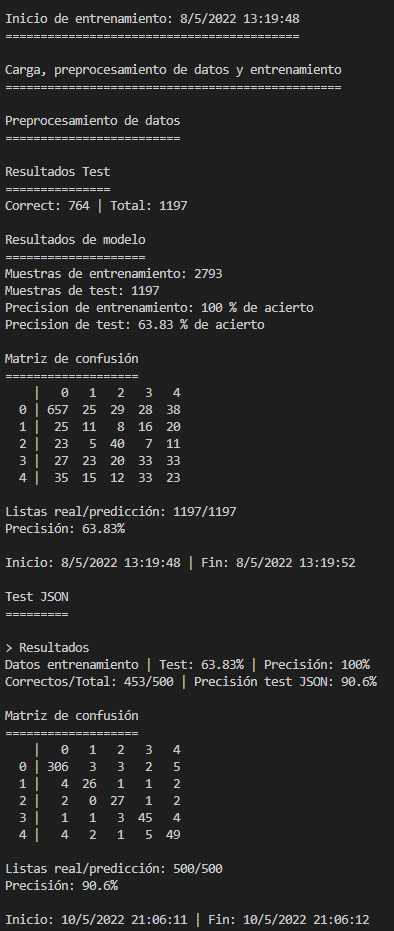 Inicio de entrenamiento: 8/5/2022 13:19:48
==========================================
Carga, preprocesamiento de datos y entrenamiento
================================================
Preprocesamiento de datos
=========================
Resultados Test
===============
Correct: 764 | Total: 1197
Resultados de modelo
====================
Muestras de entrenamiento: 2793
Muestras de test: 1197
Precision de entrenamiento: 100 % de acierto
Precision de test: 63.83 % de acierto
Matriz de confusión
===================
    |   0   1   2   3   4
  0 | 657  25  29  28  38
  1 |  25  11   8  16  20
  2 |  23   5  40   7  11
  3 |  27  23  20  33  33
  4 |  35  15  12  33  23
Listas real/predicción: 1197/1197
Precisión: 63.83%
Inicio: 8/5/2022 13:19:48 | Fin: 8/5/2022 13:19:52
Test JSON
=========
> Resultados
Datos entrenamiento | Test: 63.83% | Precisión: 100%
Correctos/Total: 453/500 | Precisión test JSON: 90.6%
Matriz de confusión
===================
    |   0   1   2   3   4
  0 | 306   3   3   2   5
  1 |   4  26   1   1   2
  2 |   2   0  27   1   2
  3 |   1   1   3  45   4
  4 |   4   2   1   5  49
Listas real/predicción: 500/500
Precisión: 90.6%
Inicio: 10/5/2022 21:06:11 | Fin: 10/5/2022 21:06:12